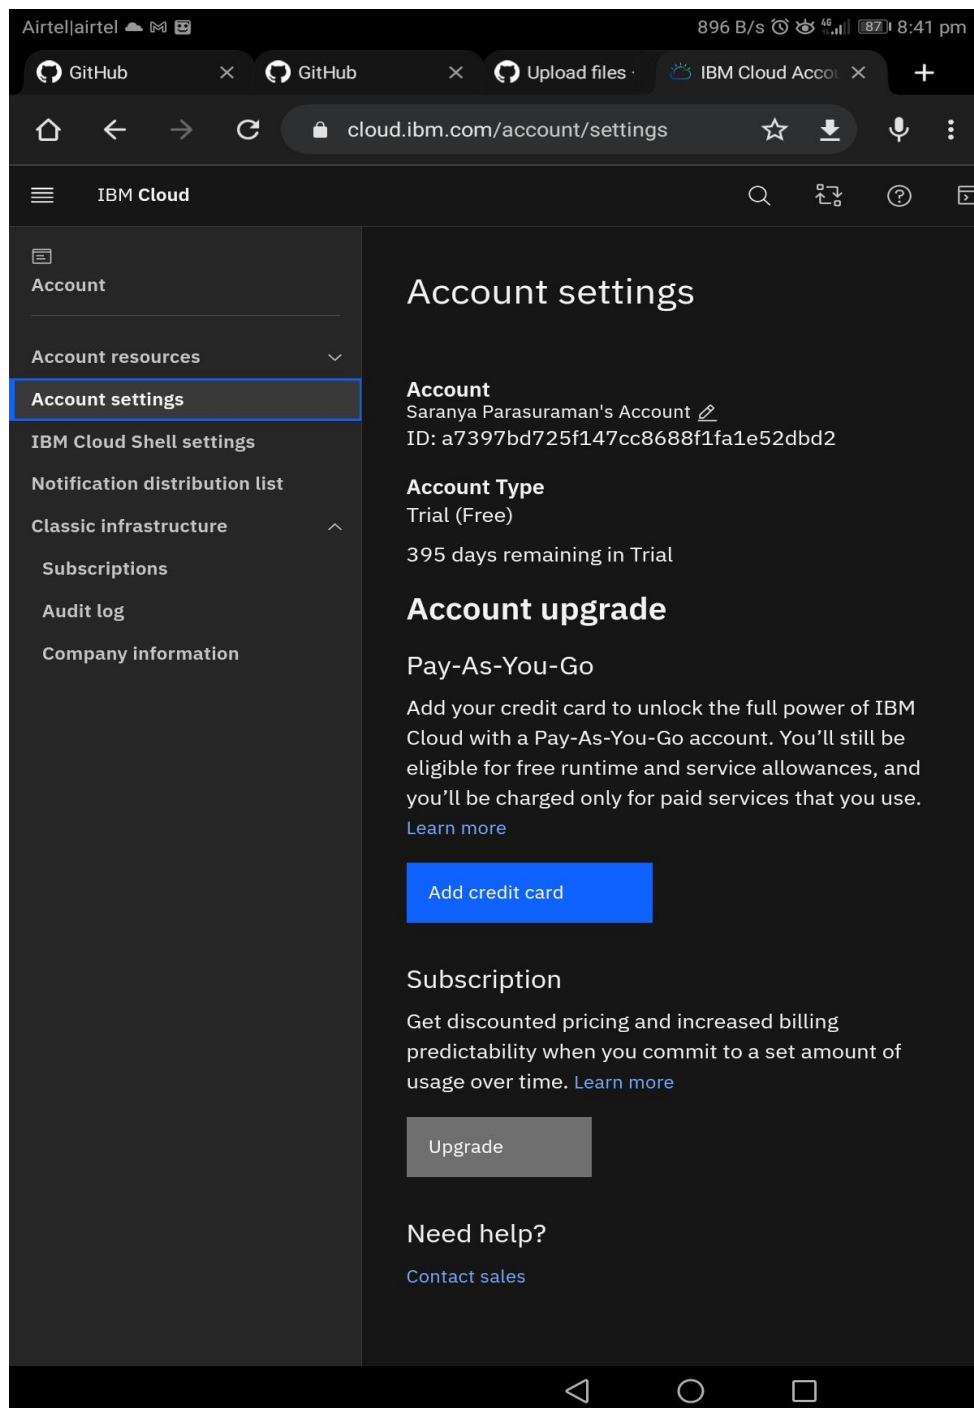 Airtel|airtel 896 B/s 4G 87 8:41 pm
GitHub GitHub Upload files · IBM Cloud Accou
cloud.ibm.com/account/settings
IBM Cloud
Account
Account resources
Account settings
IBM Cloud Shell settings
Notification distribution list
Classic infrastructure
Subscriptions
Audit log
Company information
Account settings
Account
Saranya Parasuraman's Account
ID: a7397bd725f147cc8688f1fa1e52dbd2
Account Type
Trial (Free)
395 days remaining in Trial
Account upgrade
Pay-As-You-Go
Add your credit card to unlock the full power of IBM
Cloud with a Pay-As-You-Go account. You’ll still be
eligible for free runtime and service allowances, and
you’ll be charged only for paid services that you use.
Learn more
Add credit card
Subscription
Get discounted pricing and increased billing
predictability when you commit to a set amount of
usage over time. Learn more
Upgrade
Need help?
Contact sales